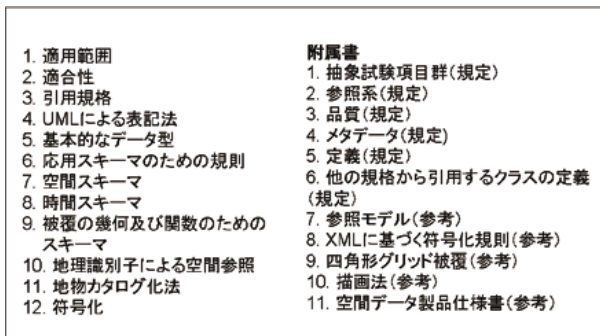 1. 適用範囲
2. 適合性
3. 引用規格
4. UMLによる表記法
5. 基本的なデータ型
6. 応用スキーマのための規則
7. 空間スキーマ
8. 時間スキーマ
9. 被覆の幾何及び関数のための
スキーマ
10. 地理識別子による空間参照
11. 地物カタログ化法
12. 符号化
附属書
1. 抽象試験項目群(規定)
2. 参照系(規定)
3. 品質(規定)
4. メタデータ(規定)
5. 定義(規定)
6. 他の規格から引用するクラスの定義
(規定)
7. 参照モデル(参考)
8. XMLに基づく符号化規則(参考)
9. 四角形グリッド被覆(参考)
10. 描画法(参考)
11. 空間データ製品仕様書(参考)